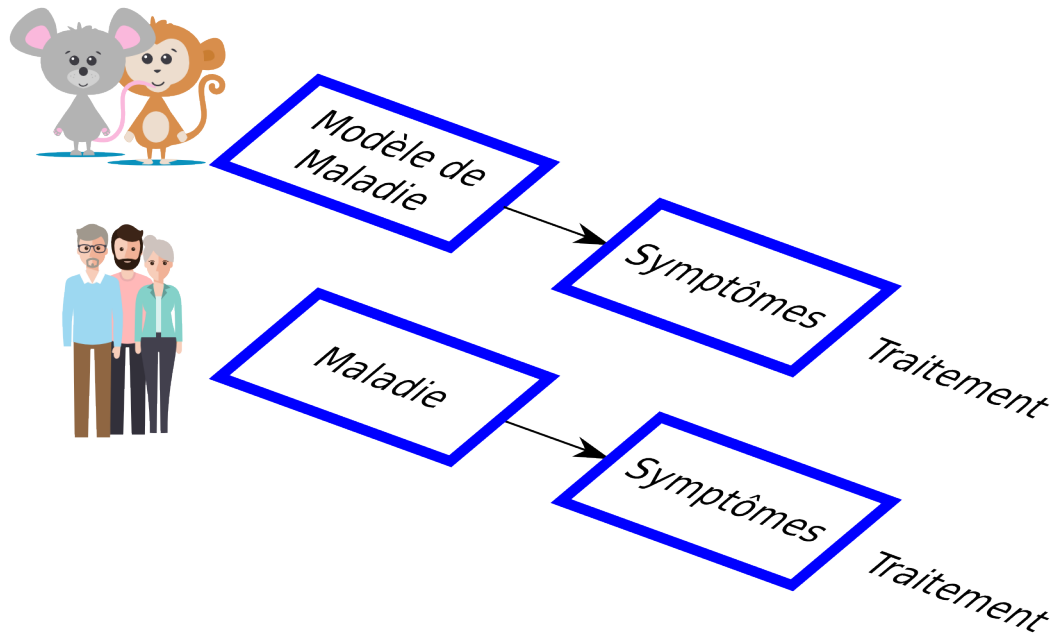 Modèle de
Maladie
Symptômes
Traitement
Maladie
Symptômes
Traitement